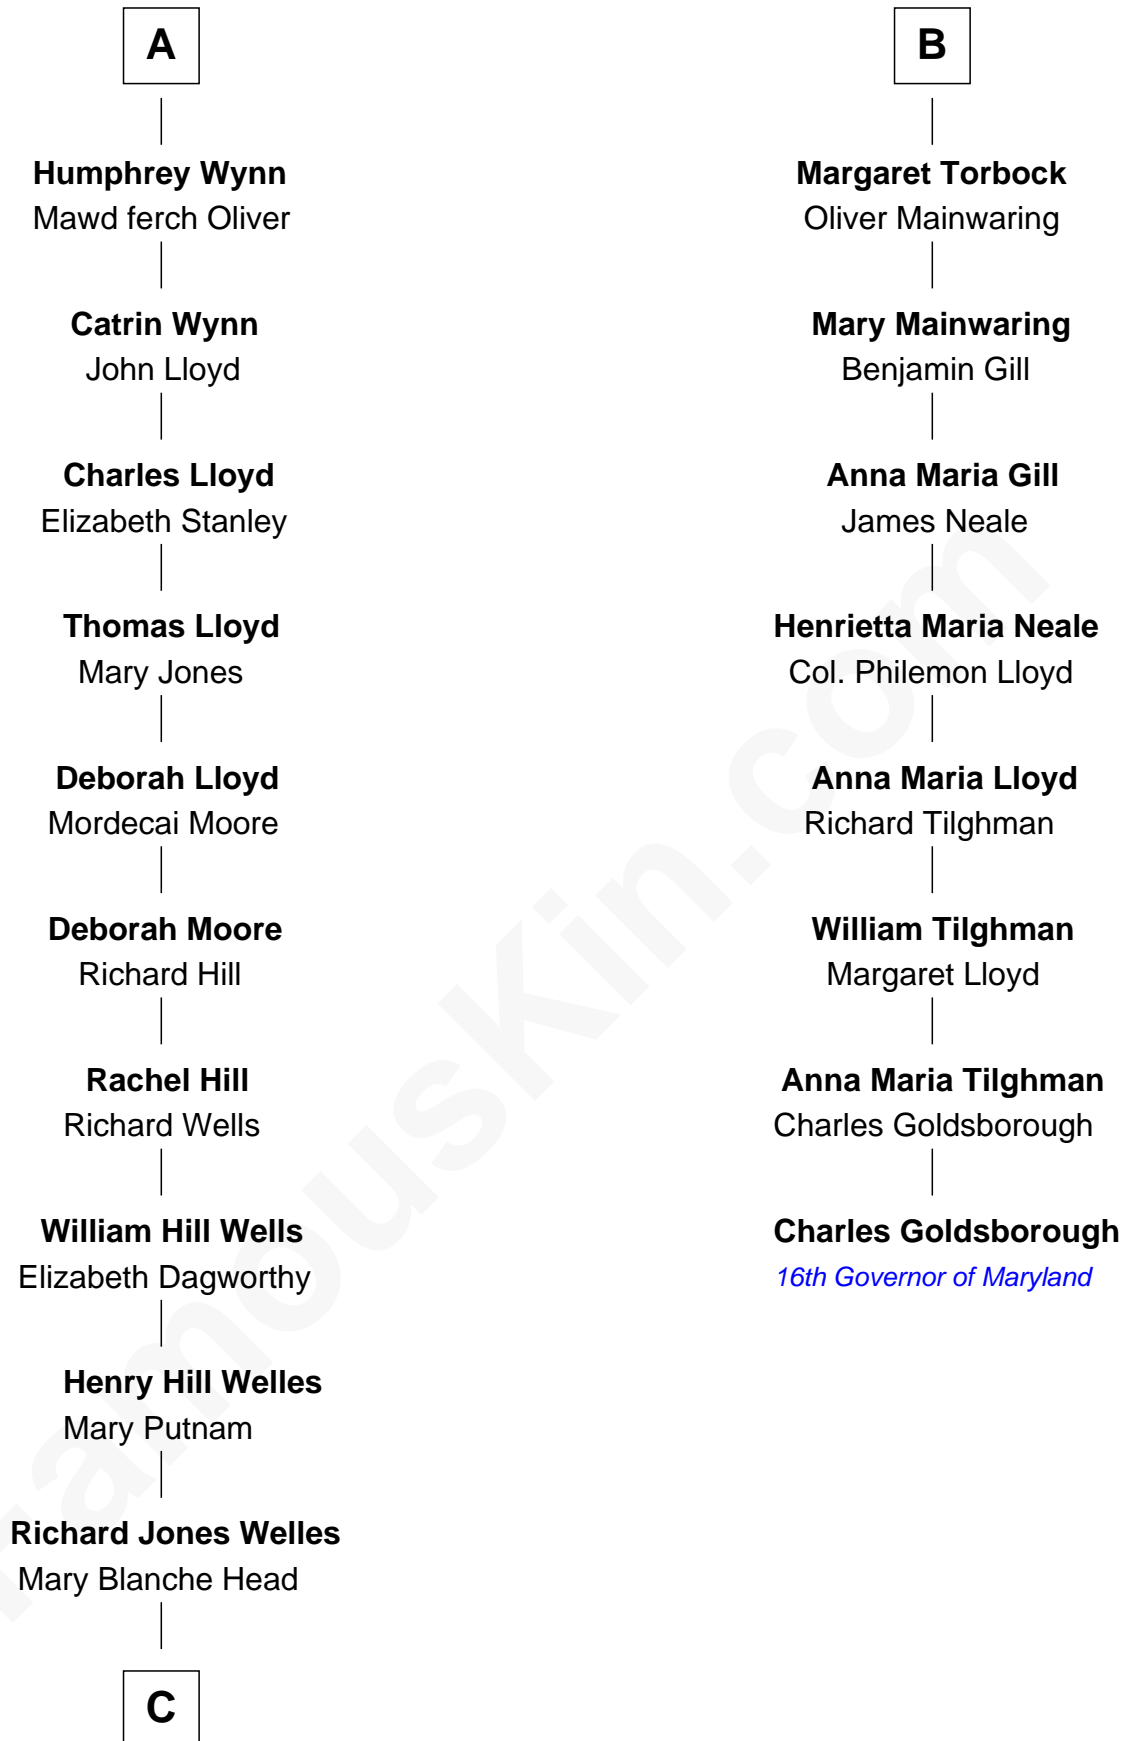 A
Humphrey Wynn
Mawd ferch Oliver
Catrin Wynn
John Lloyd
Charles Lloyd
Elizabeth Stanley
Thomas Lloyd
Mary Jones
Deborah Lloyd
Mordecai Moore
Deborah Moore
Richard Hill
Rachel Hill
Richard Wells
William Hill Wells
Elizabeth Dagworthy
Henry Hill Welles
Mary Putnam
Richard Jones Welles
Mary Blanche Head
C
B
Margaret Torbock
Oliver Mainwaring
Mary Mainwaring
Benjamin Gill
Anna Maria Gill
James Neale
Henrietta Maria Neale
Col. Philemon Lloyd
Anna Maria Lloyd
Richard Tilghman
William Tilghman
Margaret Lloyd
Anna Maria Tilghman
Charles Goldsborough
Charles Goldsborough
16th Governor of Maryland
FamousKin.com